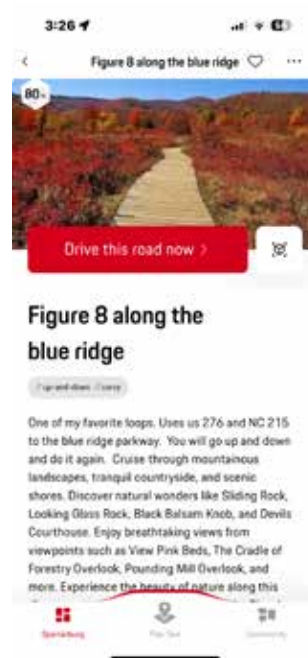 3:26
Figure 8 along the blue ridge
80
Drive this road now >
Figure 8 along the
blue ridge
One of my favorite loops. Uses us 276 and NC 215
to the blue ridge parkway. You will go up and down
and do it again. Cruise through mountainous
landscapes, tranquil countryside, and scenic
shores. Discover natural wonders like Sliding Rock,
Looking Glass Rock, Black Balsam Knob, and Devils
Courthouse. Enjoy breathtaking views from
viewpoints such as View Pink Beds, The Cradle of
Forestry Overlook, Pounding Mill Overlook, and
more. Experience the beauty of nature along this
Community